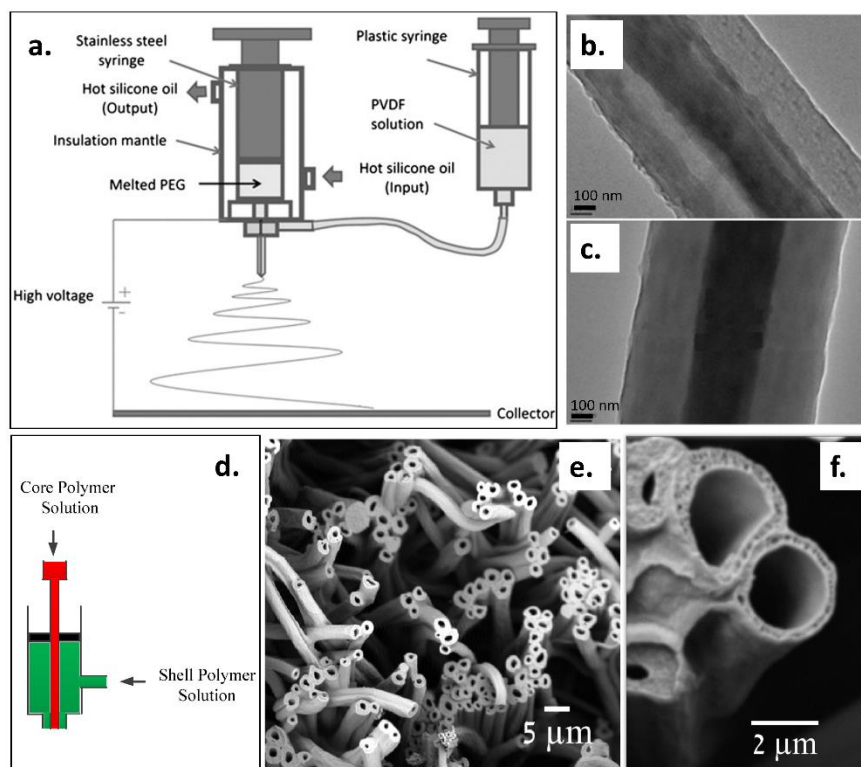 a.
Stainless steel
syringe
Hot silicone oil
(Output)
Insulation mantle
Melted PEG
High voltage
+
-
Plastic syringe
PVDF
solution
Hot silicone oil
(Input)
Collector
b.
100 nm
c.
100 nm
d.
Core Polymer
Solution
Shell Polymer
Solution
e.
5 μm
f.
2 μm